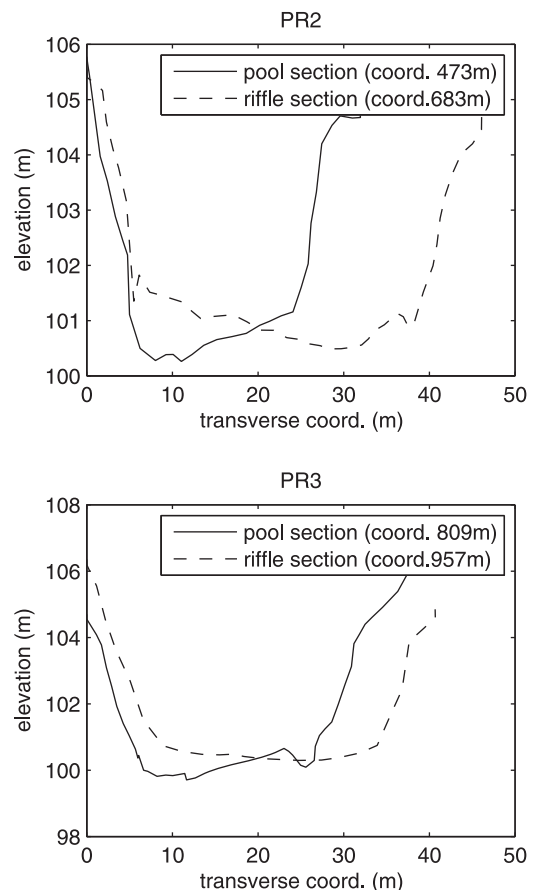 PR2
106
105
104
103
102
101
100
elevation (m)
pool section (coord. 473m)
riffle section (coord.683m)
0 10 20 30 40 50
transverse coord. (m)
PR3
108
106
104
102
100
98
elevation (m)
pool section (coord. 809m)
riffle section (coord.957m)
0 10 20 30 40 50
transverse coord. (m)